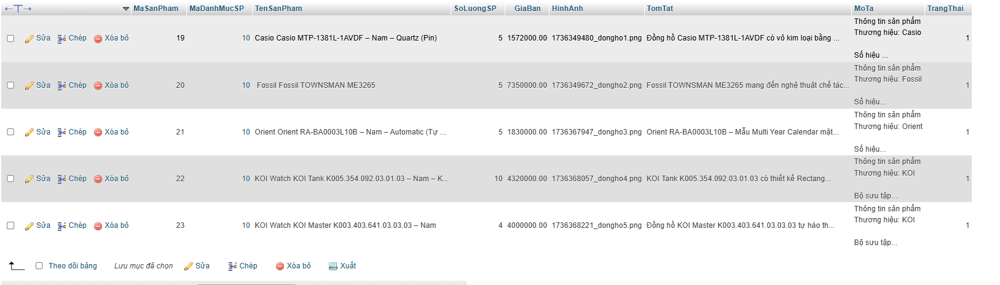 ←T→ MaSanPham MaDanhMucSP TenSanPham SoLuongSP GiaBan HinhAnh TomTat MoTa TrangThai
Sửa Chép Xóa bỏ 19 10 Casio Casio MTP-1381L-1AVDF – Nam – Quartz (Pin) 5 1572000.00 1736349480_dongho1.png Đồng hồ Casio MTP-1381L-1AVDF có vỏ kim loại bằng ... Thông tin sản phẩm
Thương hiệu: Casio
Số hiệu ... 1
Sửa Chép Xóa bỏ 20 10 Fossil Fossil TOWNSMAN ME3265 5 7350000.00 1736349672_dongho2.png Fossil TOWNSMAN ME3265 mang đến nghệ thuật chế tác... Thông tin sản phẩm
Thương hiệu: Fossil
Số hiệu... 1
Sửa Chép Xóa bỏ 21 10 Orient Orient RA-BA0003L10B – Nam – Automatic (Tự ... 5 1830000.00 1736367947_dongho3.png Orient RA-BA0003L10B – Mẫu Multi Year Calendar mặt... Thông tin sản phẩm
Thương hiệu: Orient
Số hiệu... 1
Sửa Chép Xóa bỏ 22 10 KOI Watch KOI Tank K005.354.092.03.01.03 – Nam – K... 10 4320000.00 1736368057_dongho4.png KOI Tank K005.354.092.03.01.03 có thiết kế Rectang... Thông tin sản phẩm
Thương hiệu: KOI
Bộ sưu tập... 1
Sửa Chép Xóa bỏ 23 10 KOI Watch KOI Master K003.403.641.03.03.03 – Nam 4 4000000.00 1736368221_dongho5.png Đồng hồ KOI Master K003.403.641.03.03.03 tự hào th... Thông tin sản phẩm
Thương hiệu: KOI
Bộ sưu tập... 1
Theo dõi bảng Lưu mục đã chọn Sửa Chép Xóa bỏ Xuất